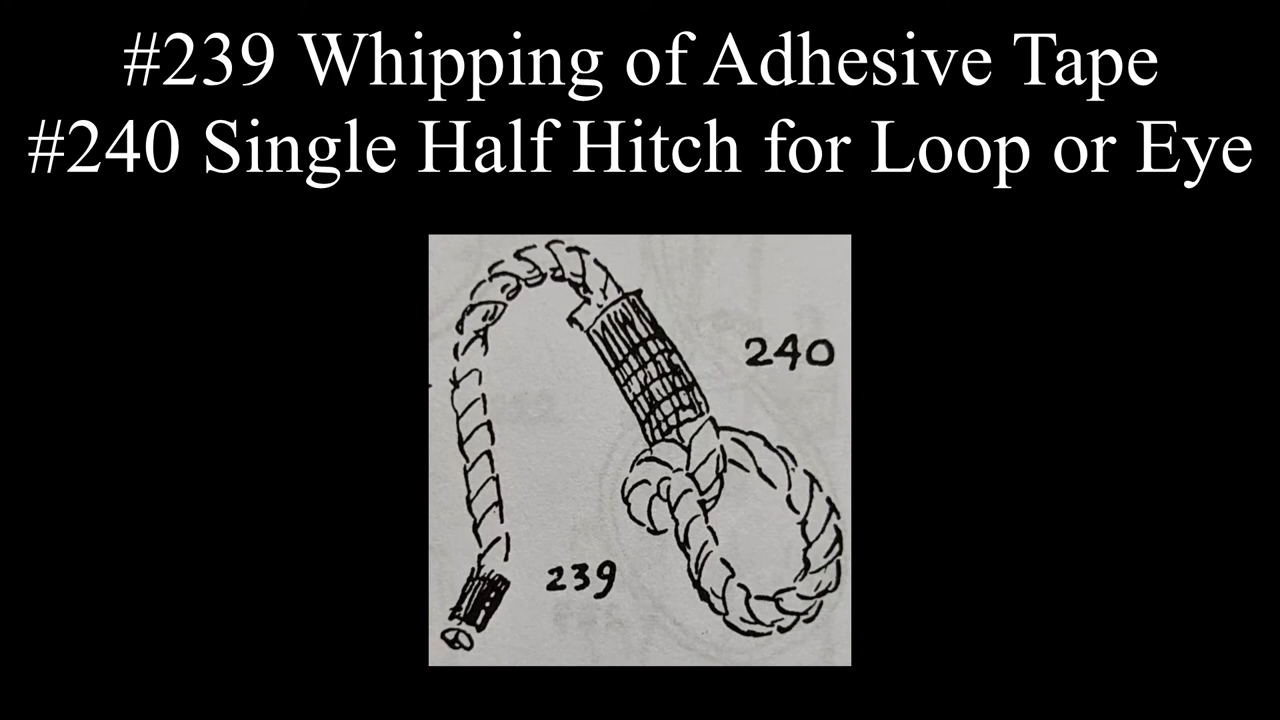 #239 Whipping of Adhesive Tape
#240 Single Half Hitch for Loop or Eye
240
239